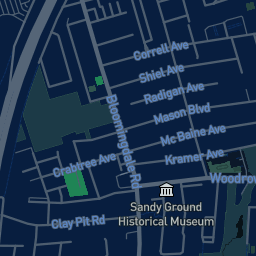 Correll Ave
Shiel Ave
Radigan Ave
Mason Blvd
Mc Baine Ave
Kramer Ave
Bloomingdale Rd
Crabtree Ave
Woodrow
Sandy Ground
Historical Museum
Clay Pit Rd